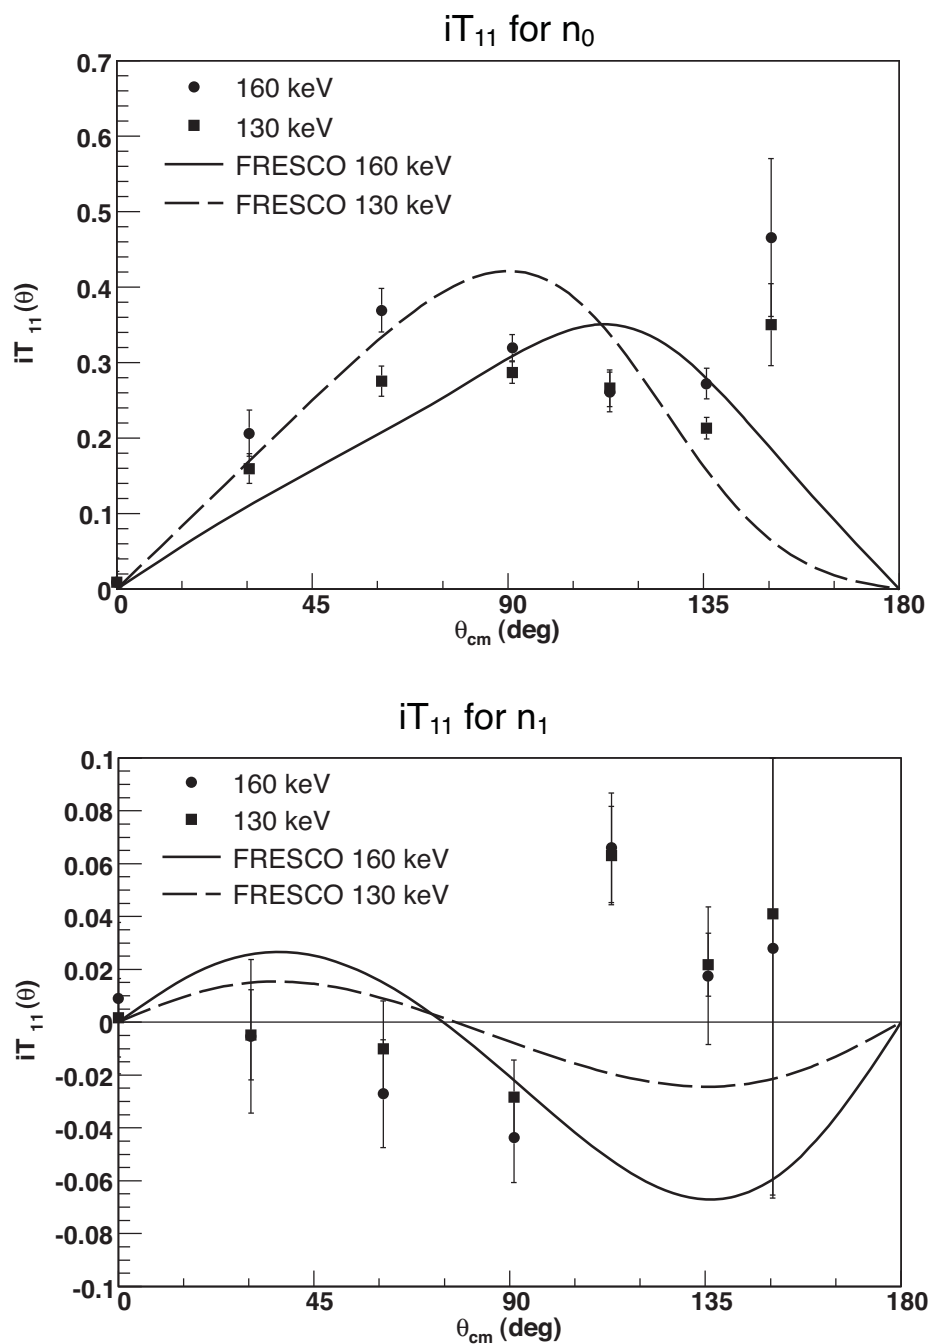 iT₁₁ for n₀
0.7
160 keV
0.6
130 keV
FRESCO 160 keV
0.5
FRESCO 130 keV
0.4
iT₁₁(θ)
0.3
0.2
0.1
0
0 45 90 135 180
θcm (deg)
iT₁₁ for n₁
0.1
160 keV
0.08
130 keV
0.06
FRESCO 160 keV
FRESCO 130 keV
0.04
0.02
iT₁₁(θ)
0
-0.02
-0.04
-0.06
-0.08
-0.1
0 45 90 135 180
θcm (deg)